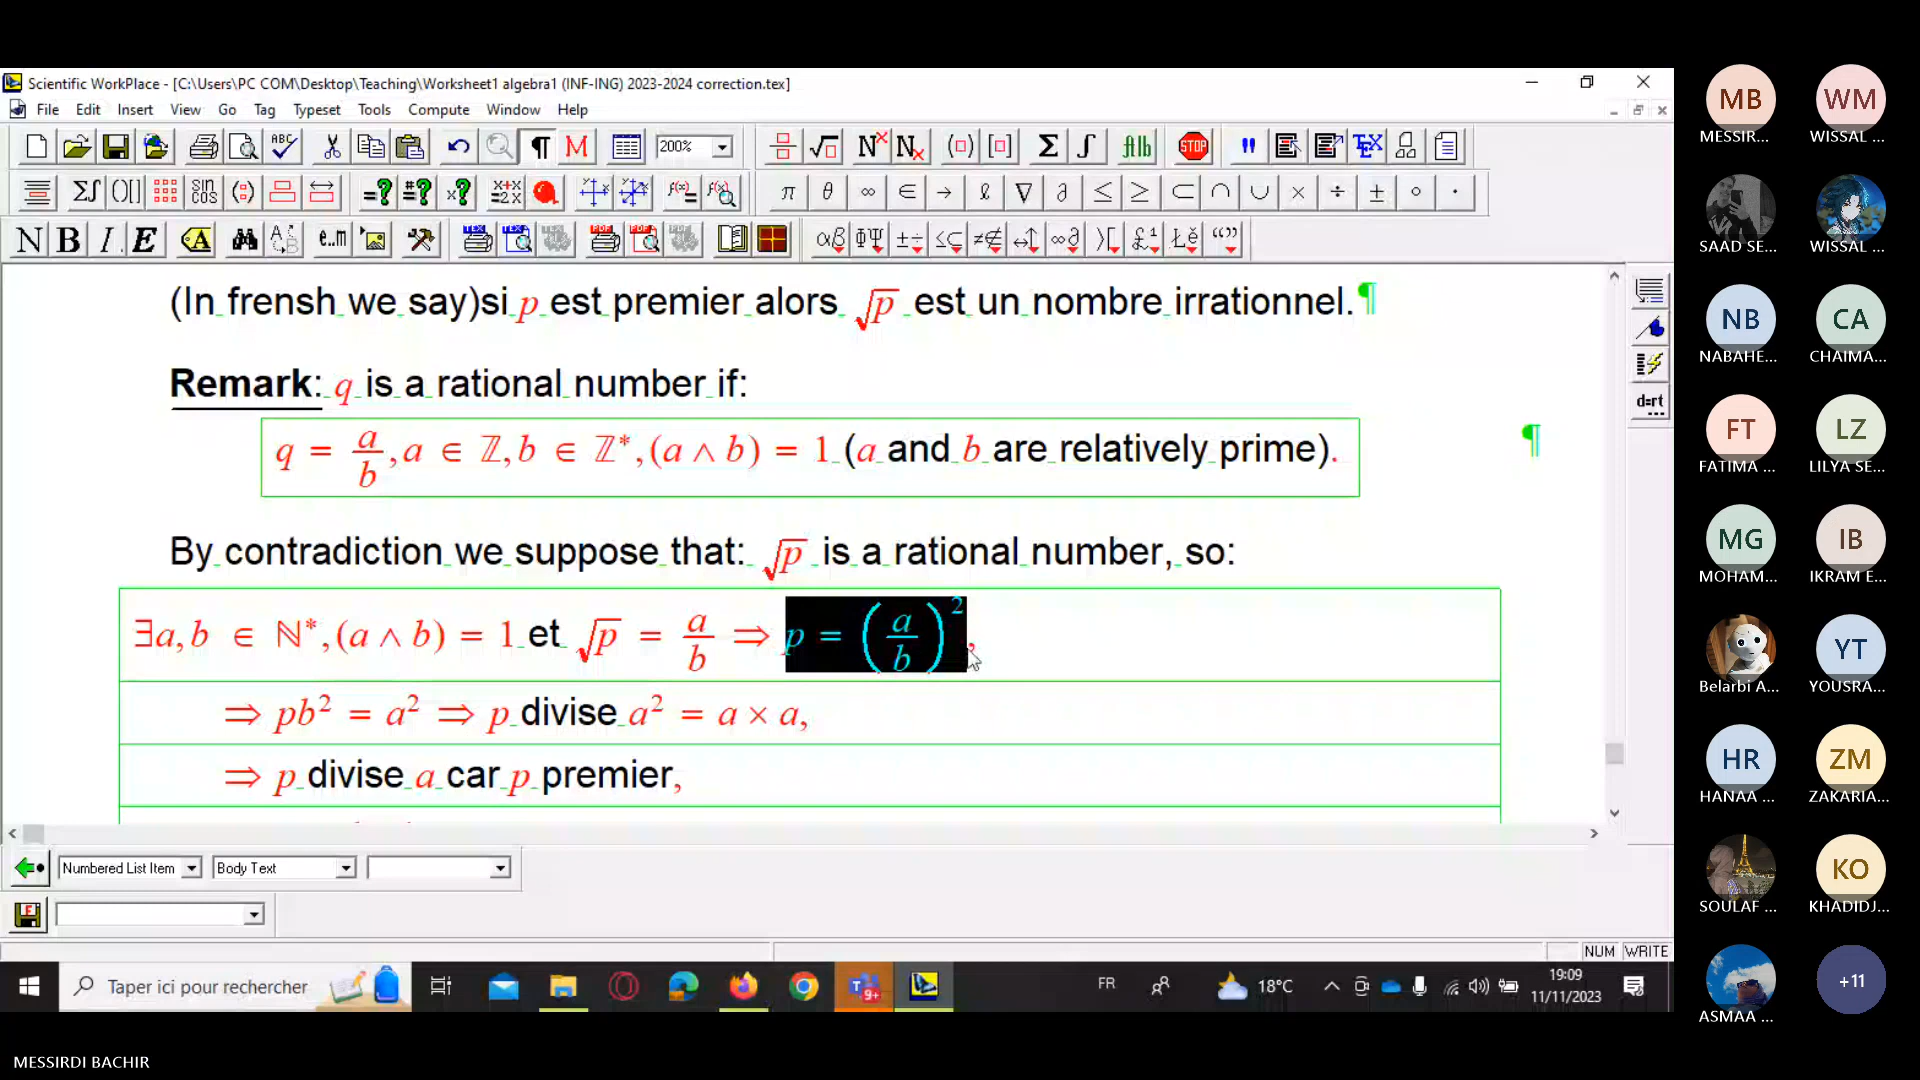 Scientific WorkPlace - [C:\Users\PC COM\Desktop\Teaching\Worksheet1 algebra1 (INF-ING) 2023-2024 correction.tex]
File Edit Insert View Go Tag Typeset Tools Compute Window Help
200%
(In frensh we say)si p est premier alors √p est un nombre irrationnel.¶
Remark: q is a rational number if:
q = a/b, a ∈ ℤ, b ∈ ℤ*, (a ∧ b) = 1 (a and b are relatively prime). ¶
By contradiction we suppose that: √p is a rational number, so:
∃a, b ∈ ℕ*, (a ∧ b) = 1 et √p = a/b ⇒ p = (a/b)²,
⇒ pb² = a² ⇒ p divise a² = a × a,
⇒ p divise a car p premier,
Numbered List Item Body Text
NUM WRITE
Taper ici pour rechercher
9+
FR
18°C
19:09
11/11/2023
MESSIRDI BACHIR
MB WM
MESSIR... WISSAL ...
SAAD SE... WISSAL ...
NB CA
NABAHE... CHAIMA...
FT LZ
FATIMA ... LILYA SE...
MG IB
MOHAM... IKRAM E...
YT
Belarbi A... YOUSRA...
HR ZM
HANAA ... ZAKARIA...
KO
SOULAF ... KHADIDJ...
+11
ASMAA ...